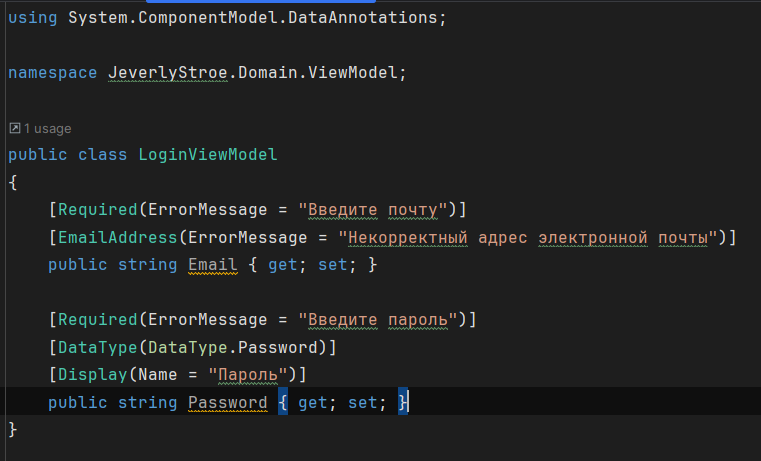 using System.ComponentModel.DataAnnotations;
namespace JeverlyStroe.Domain.ViewModel;
1 usage
public class LoginViewModel
{
[Required(ErrorMessage = "Введите почту")]
[EmailAddress(ErrorMessage = "Некорректный адрес электронной почты")]
public string Email { get; set; }
[Required(ErrorMessage = "Введите пароль")]
[DataType(DataType.Password)]
[Display(Name = "Пароль")]
public string Password { get; set; }
}